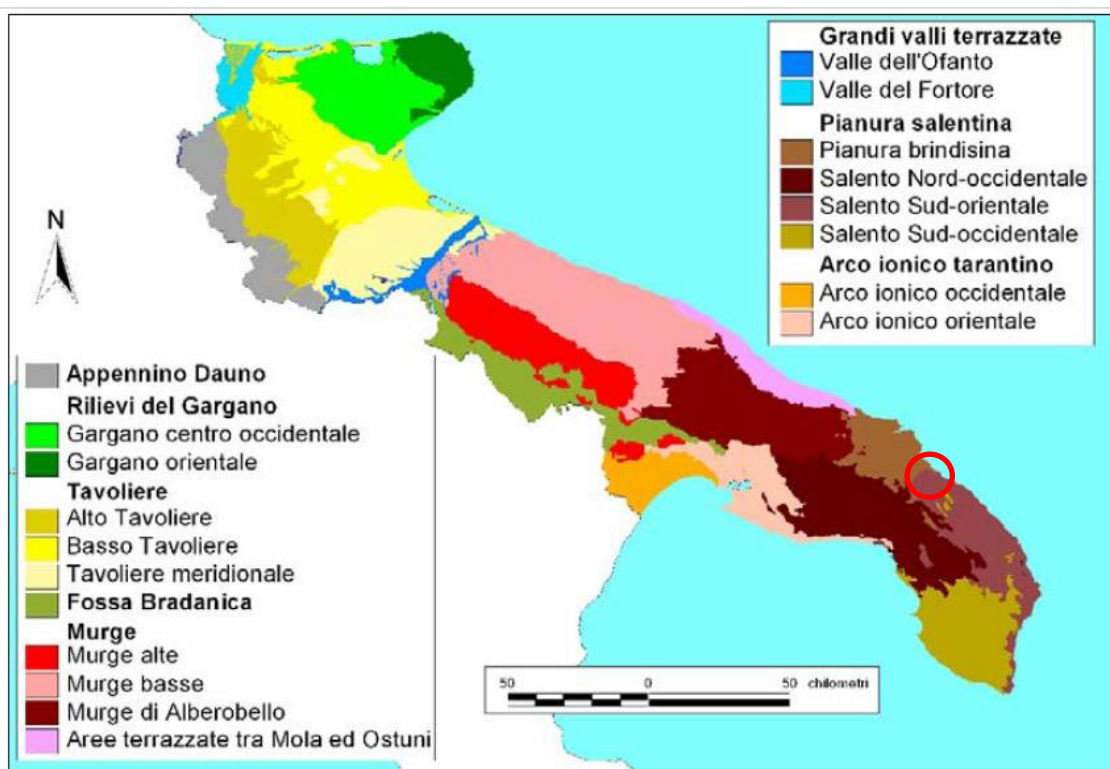 Grandi valli terrazzate
Valle dell'Ofanto
Valle del Fortore
Pianura salentina
Pianura brindisina
Salento Nord-occidentale
Salento Sud-orientale
Salento Sud-occidentale
Arco ionico tarantino
Arco ionico occidentale
Arco ionico orientale
N
Appennino Dauno
Rilievi del Gargano
Gargano centro occidentale
Gargano orientale
Tavoliere
Alto Tavoliere
Basso Tavoliere
Tavoliere meridionale
Fossa Bradanica
Murge
Murge alte
Murge basse
Murge di Alberobello
Aree terrazzate tra Mola ed Ostuni
50 0 50 chilometri